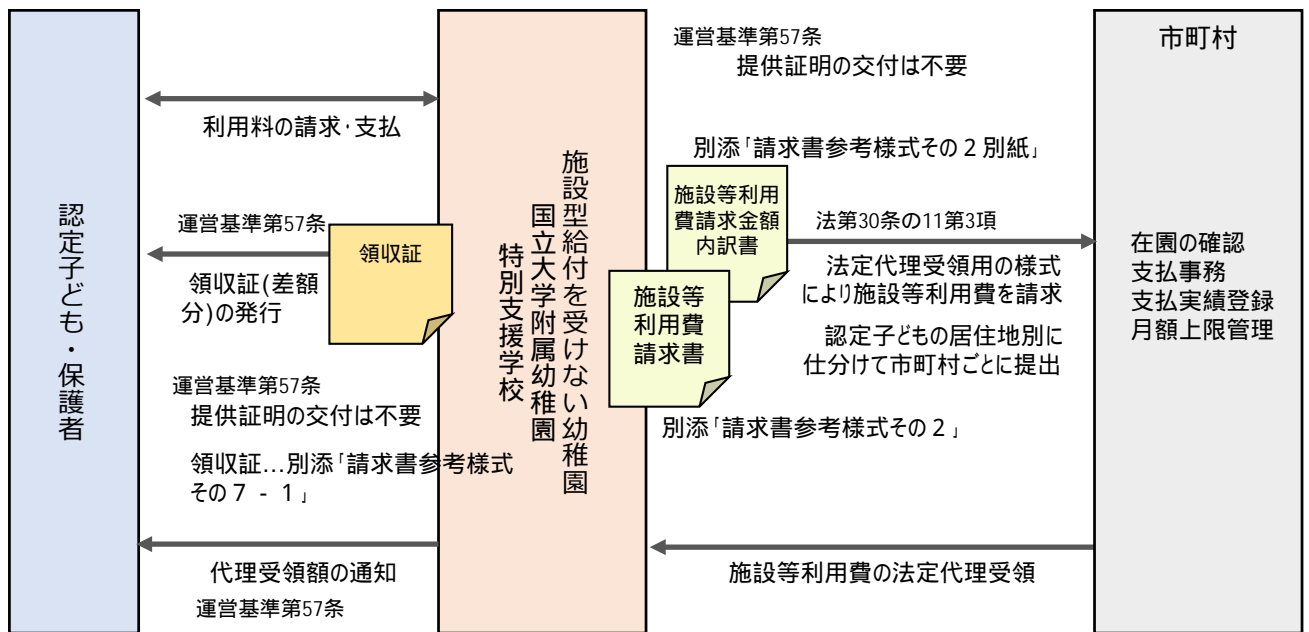 認定子ども・保護者
利用料の請求･支払
運営基準第57条
領収証(差額
分)の発行
領収証
運営基準第57条
提供証明の交付は不要
領収証…別添｢請求書参考様式
その７‐１｣
代理受領額の通知
運営基準第57条
施設型給付を受けない幼稚園
国立大学附属幼稚園
特別支援学校
運営基準第57条
提供証明の交付は不要
別添｢請求書参考様式その２別紙｣
施設等利用
費請求金額
内訳書
施設等
利用費
請求書
法第30条の11第3項
法定代理受領用の様式
により施設等利用費を請求
認定子どもの居住地別に
仕分けて市町村ごとに提出
別添｢請求書参考様式その２｣
施設等利用費の法定代理受領
市町村
在園の確認
支払事務
支払実績登録
月額上限管理